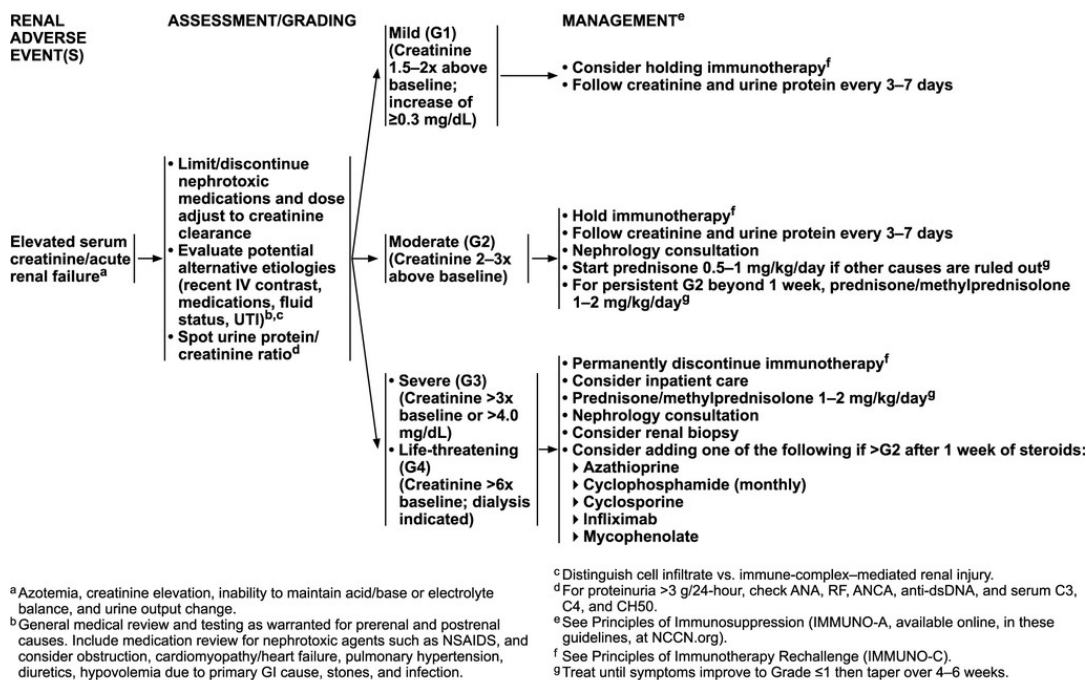 RENAL
ADVERSE
EVENT(S)
ASSESSMENT/GRADING
MANAGEMENTᵉ
Elevated serum
creatinine/acute
renal failureᵃ
• Limit/discontinue
nephrotoxic
medications and dose
adjust to creatinine
clearance
• Evaluate potential
alternative etiologies
(recent IV contrast,
medications, fluid
status, UTI)ᵇ,ᶜ
• Spot urine protein/
creatinine ratioᵈ
Mild (G1)
(Creatinine
1.5–2x above
baseline;
increase of
≥0.3 mg/dL)
• Consider holding immunotherapyᶠ
• Follow creatinine and urine protein every 3–7 days
Moderate (G2)
(Creatinine 2–3x
above baseline)
• Hold immunotherapyᶠ
• Follow creatinine and urine protein every 3–7 days
• Nephrology consultation
• Start prednisone 0.5–1 mg/kg/day if other causes are ruled outᵍ
• For persistent G2 beyond 1 week, prednisone/methylprednisolone
1–2 mg/kg/dayᵍ
• Severe (G3)
(Creatinine >3x
baseline or >4.0
mg/dL)
• Life-threatening
(G4)
(Creatinine >6x
baseline; dialysis
indicated)
• Permanently discontinue immunotherapyᶠ
• Consider inpatient care
• Prednisone/methylprednisolone 1–2 mg/kg/dayᵍ
• Nephrology consultation
• Consider renal biopsy
• Consider adding one of the following if >G2 after 1 week of steroids:
▸ Azathioprine
▸ Cyclophosphamide (monthly)
▸ Cyclosporine
▸ Infliximab
▸ Mycophenolate
ᵃ Azotemia, creatinine elevation, inability to maintain acid/base or electrolyte
balance, and urine output change.
ᵇ General medical review and testing as warranted for prerenal and postrenal
causes. Include medication review for nephrotoxic agents such as NSAIDS, and
consider obstruction, cardiomyopathy/heart failure, pulmonary hypertension,
diuretics, hypovolemia due to primary GI cause, stones, and infection.
ᶜ Distinguish cell infiltrate vs. immune-complex–mediated renal injury.
ᵈ For proteinuria >3 g/24-hour, check ANA, RF, ANCA, anti-dsDNA, and serum C3,
C4, and CH50.
ᵉ See Principles of Immunosuppression (IMMUNO-A, available online, in these
guidelines, at NCCN.org).
ᶠ See Principles of Immunotherapy Rechallenge (IMMUNO-C).
ᵍ Treat until symptoms improve to Grade ≤1 then taper over 4–6 weeks.